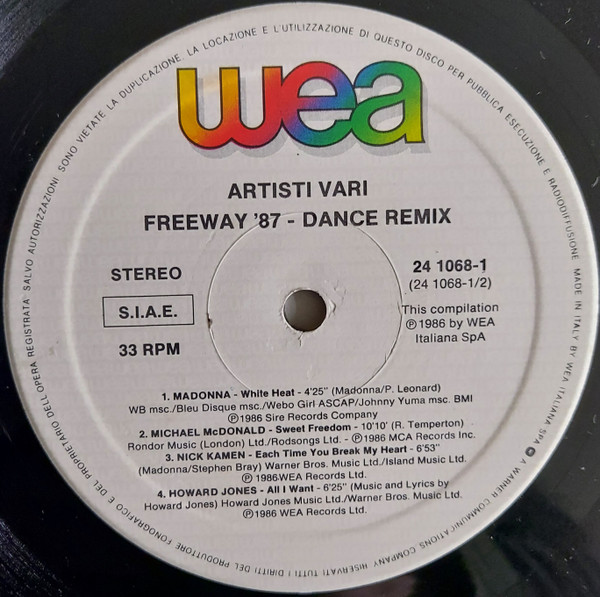 SONO VIETATE LA DUPLICAZIONE, LA LOCAZIONE E L'UTILIZZAZIONE DI QUESTO DISCO PER PUBBLICA ESECUZIONE E RADIODIFFUSIONE. MADE IN ITALY BY WEA ITALIANA SPA
A WARNER COMMUNICATIONS COMPANY RISERVATI TUTTI I DIRITTI DEL PRODUTTORE FONOGRAFICO E DEL PROPRIETARIO DELL'OPERA REGISTRATA. SALVO AUTORIZZAZIONI
wea
ARTISTI VARI
FREEWAY '87 - DANCE REMIX
STEREO
S.I.A.E.
33 RPM
24 1068-1
(24 1068-1/2)
This compilation
Ⓟ 1986 by WEA
Italiana SpA
1. MADONNA - White Heat - 4'25" (Madonna/P. Leonard)
WB msc./Bleu Disque msc./Webo Girl ASCAP/Johnny Yuma msc. BMI
Ⓟ 1986 Sire Records Company
2. MICHAEL McDONALD - Sweet Freedom - 10'10' (R. Temperton)
Rondor Music (London) Ltd./Rodsongs Ltd. - Ⓟ 1986 MCA Records Inc.
3. NICK KAMEN - Each Time You Break My Heart - 6'53"
(Madonna/Stephen Bray) Warner Bros. Music Ltd./Island Music Ltd.
Ⓟ 1986 WEA Records Ltd.
4. HOWARD JONES - All I Want - 6'25" (Music and Lyrics by
Howard Jones) Howard Jones Music Ltd./Warner Bros. Music Ltd.
Ⓟ 1986 WEA Records Ltd.